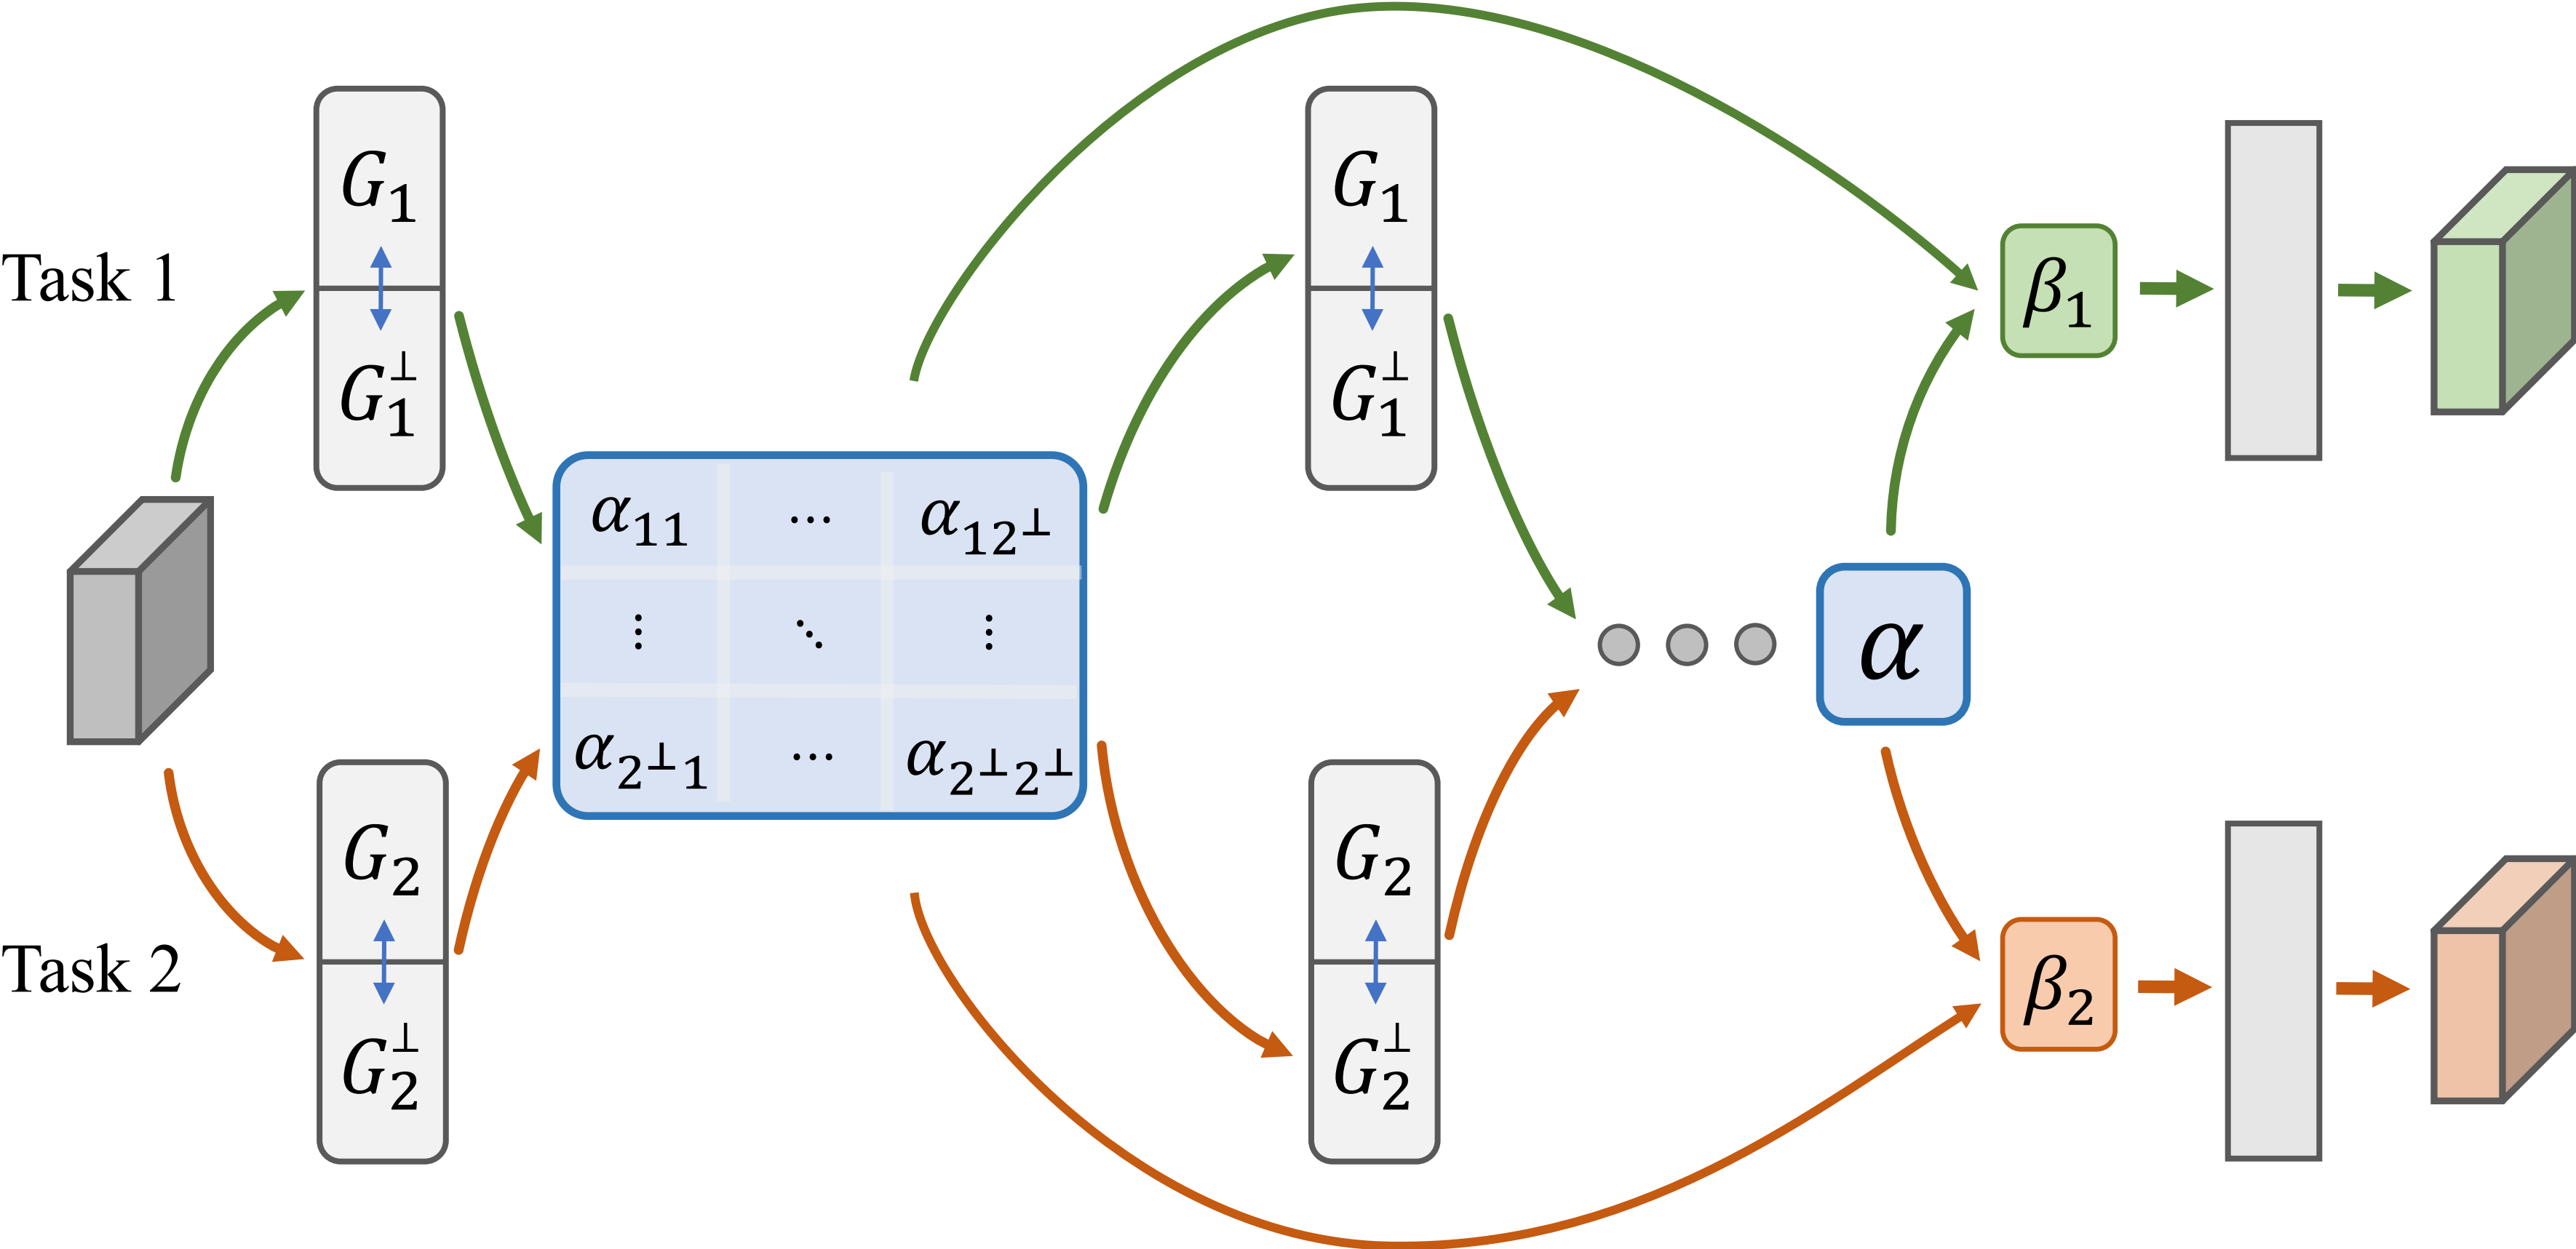 Task 1
G₁
G₁^⊥
G₁
G₁^⊥
β₁
α₁₁ ⋯ α₁₂⊥
⋮ ⋱ ⋮
α₂⊥₁ ⋯ α₂⊥₂⊥
α
Task 2
G₂
G₂^⊥
G₂
G₂^⊥
β₂